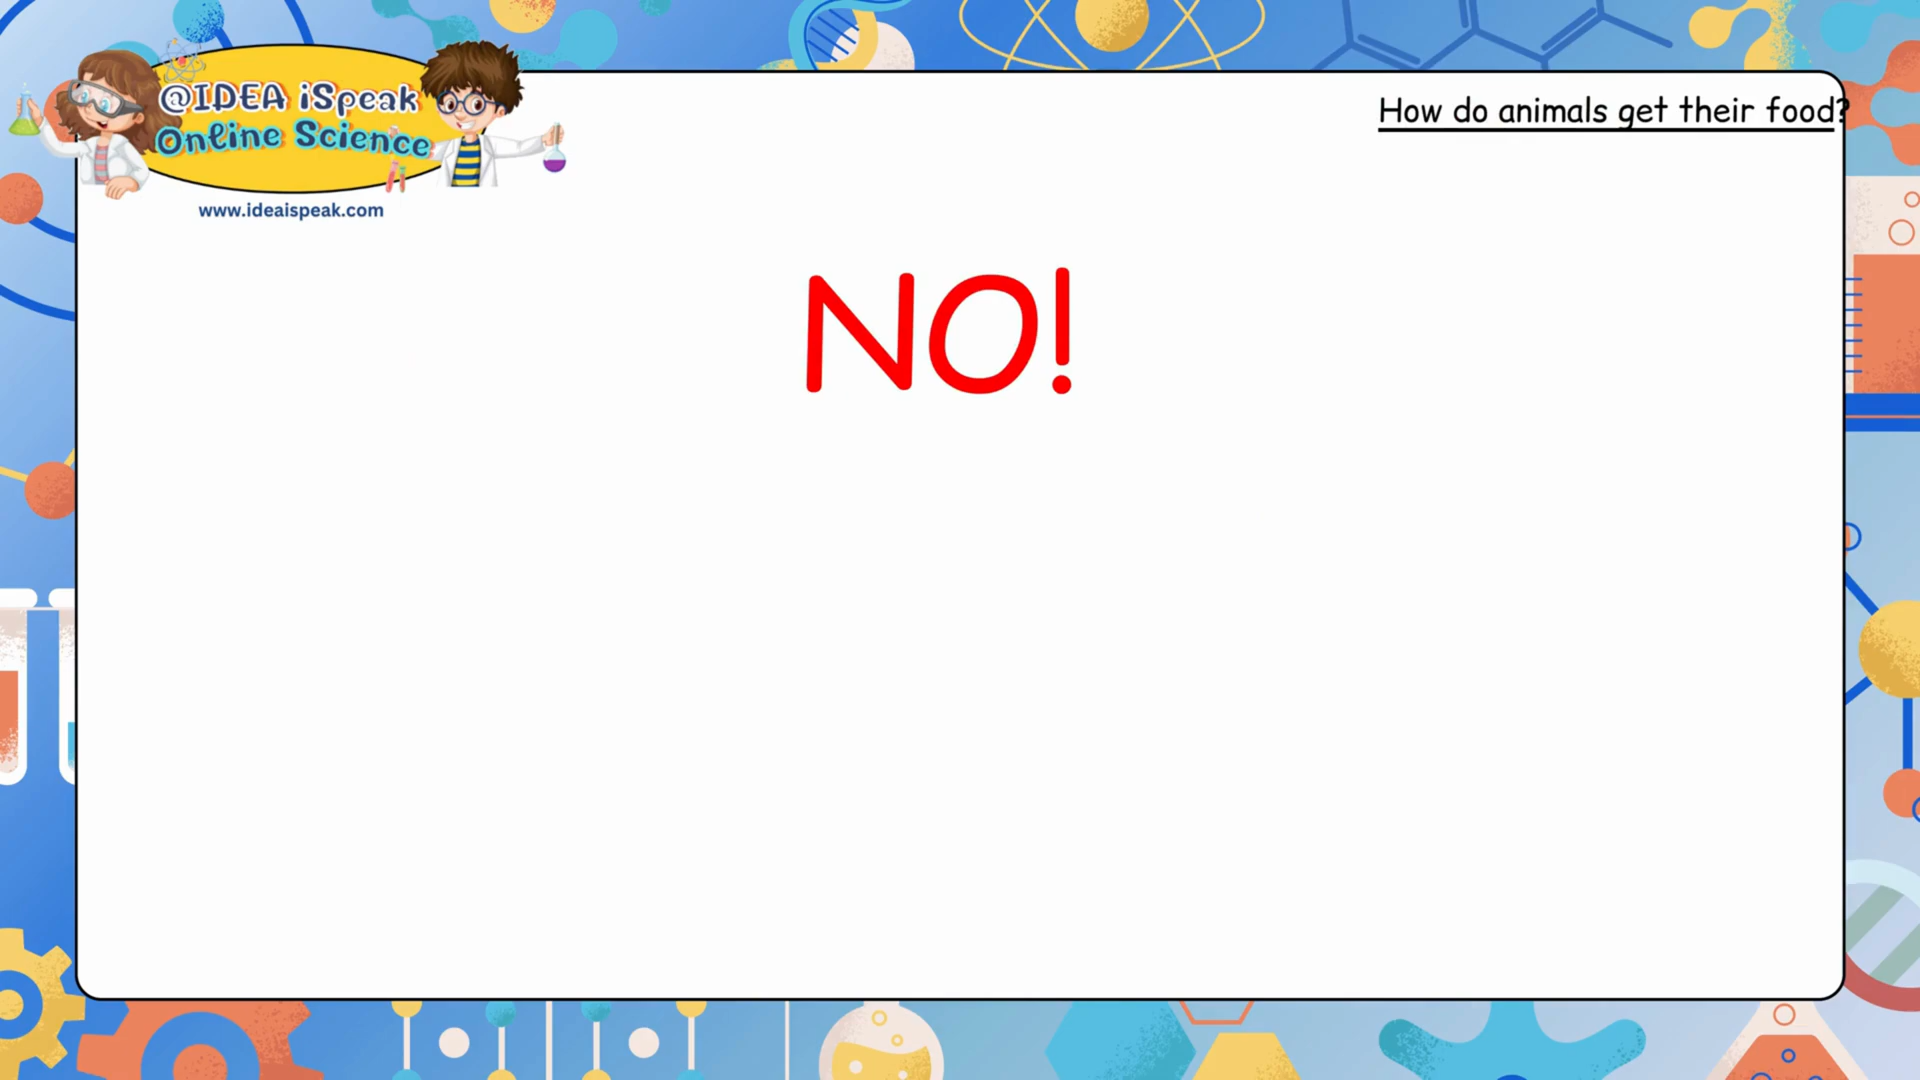 @IDEA iSpeak
Online Science
www.ideaispeak.com
How do animals get their food?
NO!